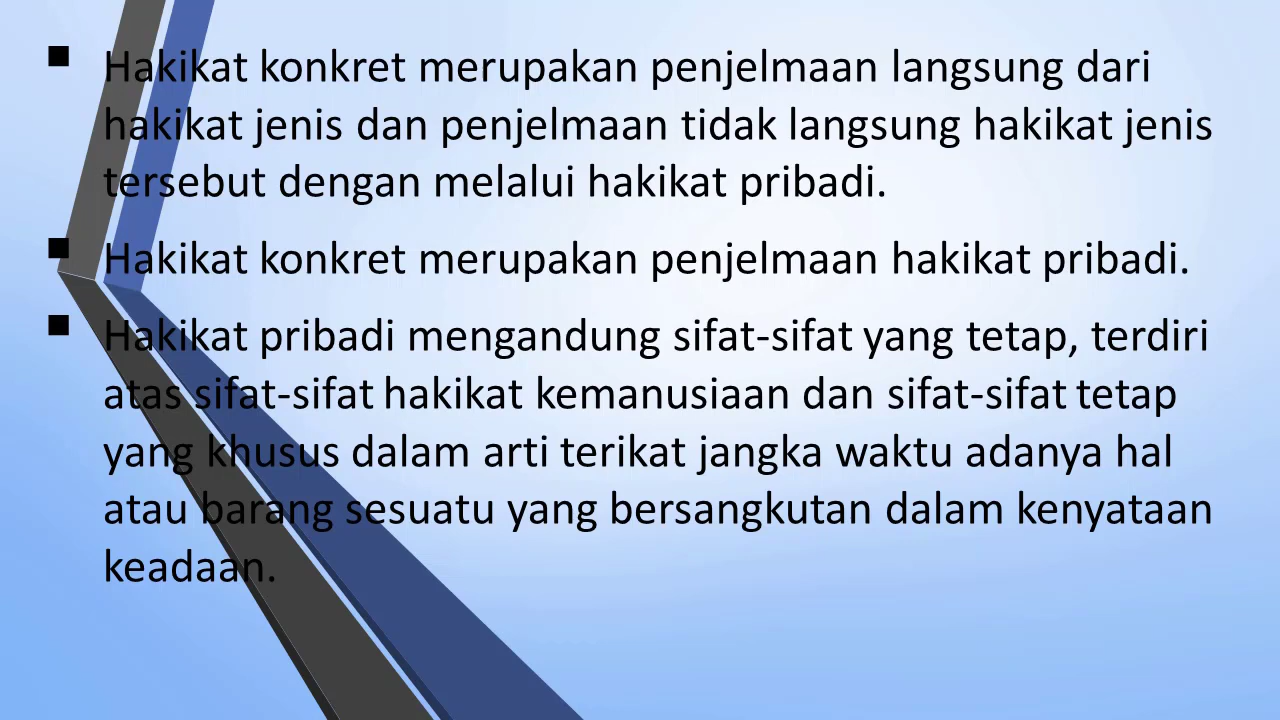 ▪ Hakikat konkret merupakan penjelmaan langsung dari
hakikat jenis dan penjelmaan tidak langsung hakikat jenis
tersebut dengan melalui hakikat pribadi.
▪ Hakikat konkret merupakan penjelmaan hakikat pribadi.
▪ Hakikat pribadi mengandung sifat-sifat yang tetap, terdiri
atas sifat-sifat hakikat kemanusiaan dan sifat-sifat tetap
yang khusus dalam arti terikat jangka waktu adanya hal
atau barang sesuatu yang bersangkutan dalam kenyataan
keadaan.